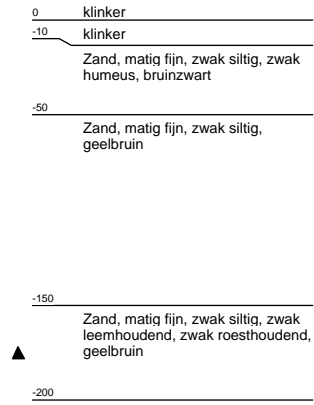 0 klinker
-10 klinker
Zand, matig fijn, zwak siltig, zwak
humeus, bruinzwart
-50
Zand, matig fijn, zwak siltig,
geelbruin
-150
Zand, matig fijn, zwak siltig, zwak
leemhoudend, zwak roesthoudend,
geelbruin
-200